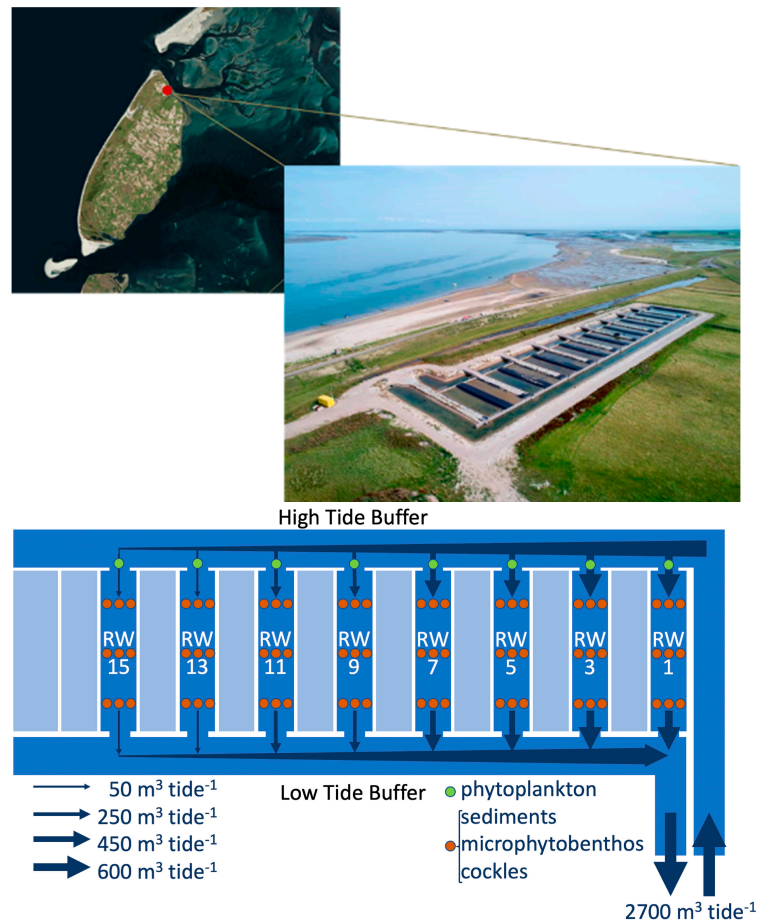 High Tide Buffer
RW RW RW RW RW RW RW RW
15 13 11 9 7 5 3 1
50 m³ tide⁻¹
250 m³ tide⁻¹
450 m³ tide⁻¹
600 m³ tide⁻¹
Low Tide Buffer
phytoplankton
sediments
microphytobenthos
cockles
2700 m³ tide⁻¹